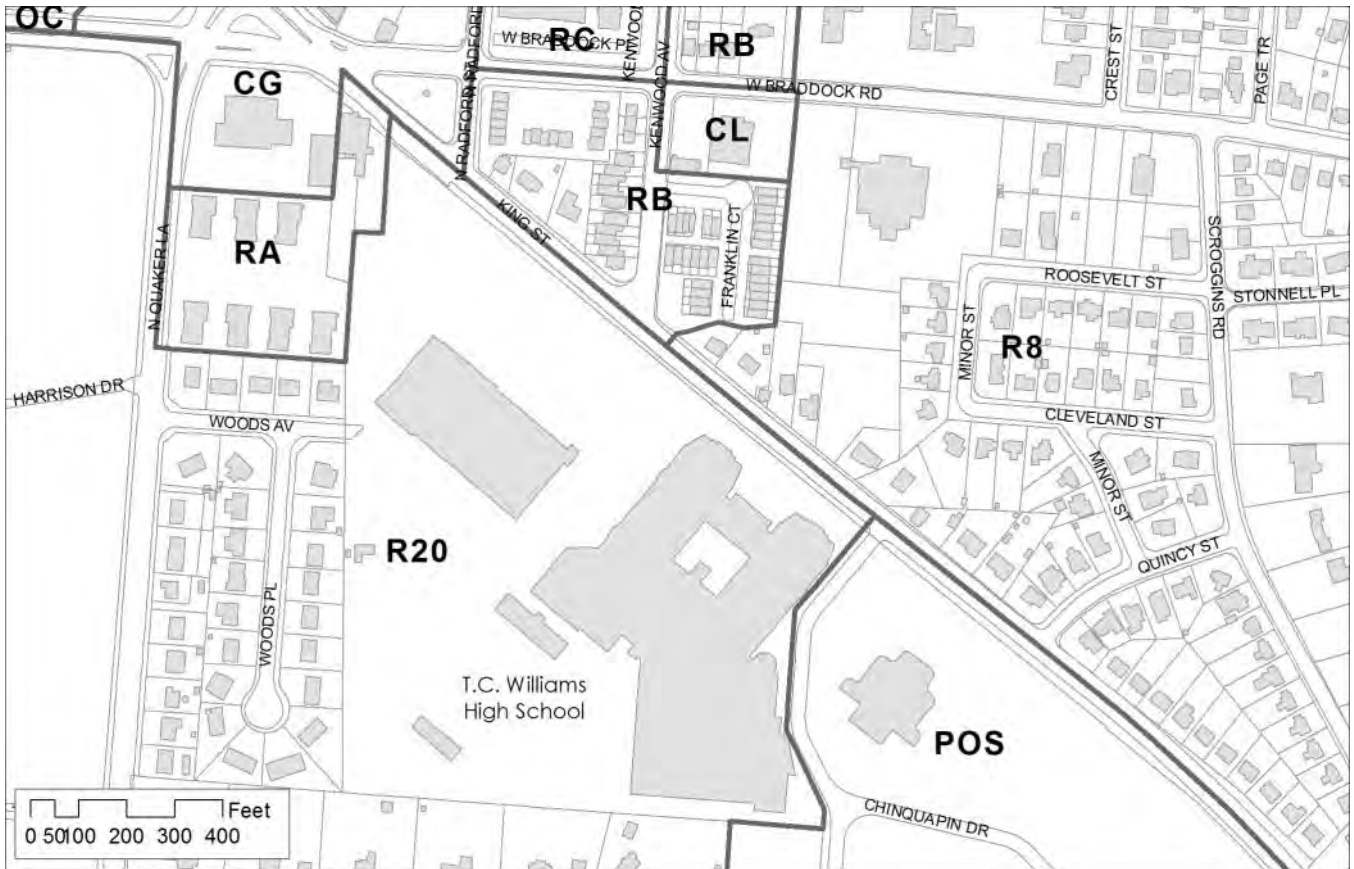 OC
CG
W BRADDOCK PL
RC
RB
N RADFORD ST
KENWOOD AV
W BRADDOCK RD
CREST ST
PAGE TR
CL
RB
N QUAKER LA
RA
KING ST
FRANKLIN CT
ROOSEVELT ST
SCROGGINS RD
STONNELL PL
MINOR ST
R8
HARRISON DR
WOODS AV
CLEVELAND ST
MINOR ST
QUINCY ST
R20
WOODS PL
T.C. Williams
High School
POS
CHINQUAPIN DR
Feet
0 50100 200 300 400